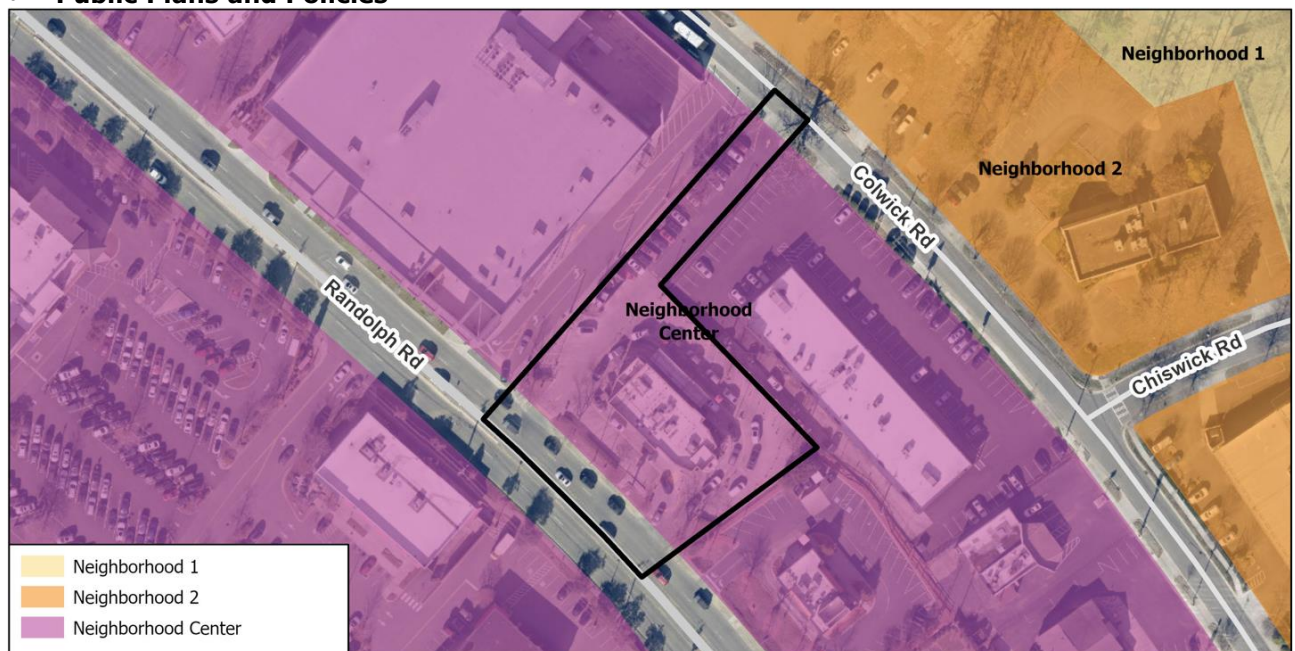 Public Plans and Policies
Neighborhood 1
Neighborhood 2
Colwick Rd
Randolph Rd
Neighborhood
Center
Chiswick Rd
Neighborhood 1
Neighborhood 2
Neighborhood Center